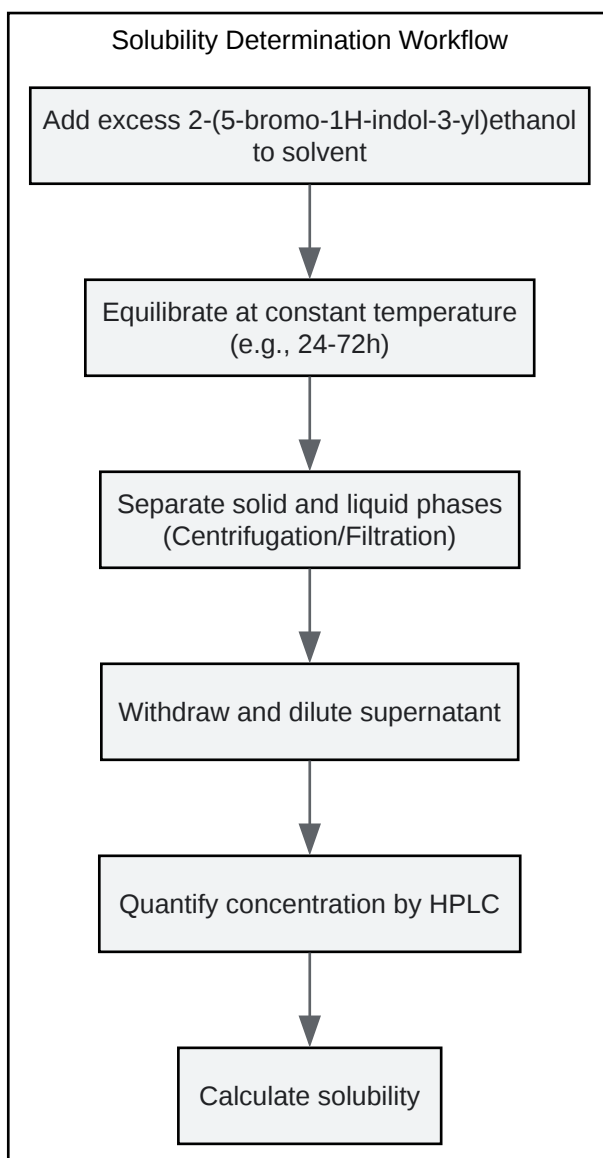 Solubility Determination Workflow
Add excess 2-(5-bromo-1H-indol-3-yl)ethanol
to solvent
Equilibrate at constant temperature
(e.g., 24-72h)
Separate solid and liquid phases
(Centrifugation/Filtration)
Withdraw and dilute supernatant
Quantify concentration by HPLC
Calculate solubility